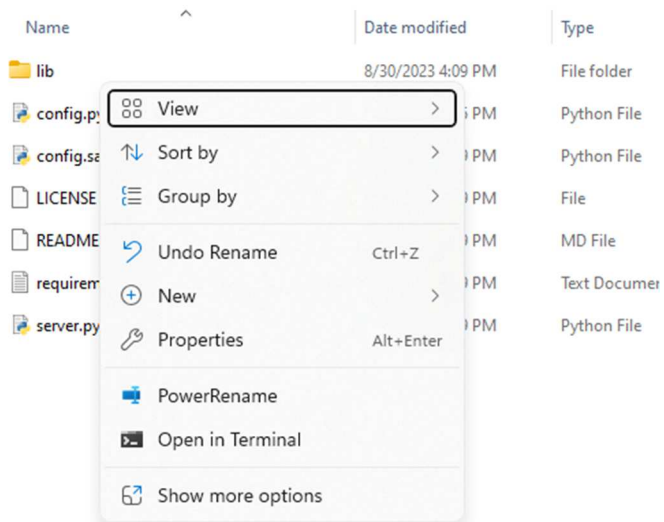 Name Date modified Type
lib 8/30/2023 4:09 PM File folder
config.py PM Python File
View
config.sa PM Python File
Sort by
LICENSE PM File
Group by
README PM MD File
Undo Rename Ctrl+Z
requirem PM Text Documen
New
server.py PM Python File
Properties Alt+Enter
PowerRename
Open in Terminal
Show more options